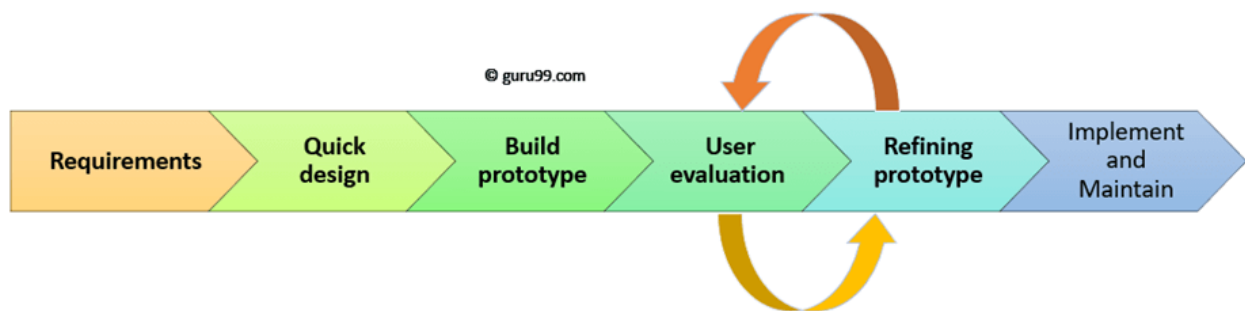 © guru99.com
Requirements
Quick
design
Build
prototype
User
evaluation
Refining
prototype
Implement
and
Maintain